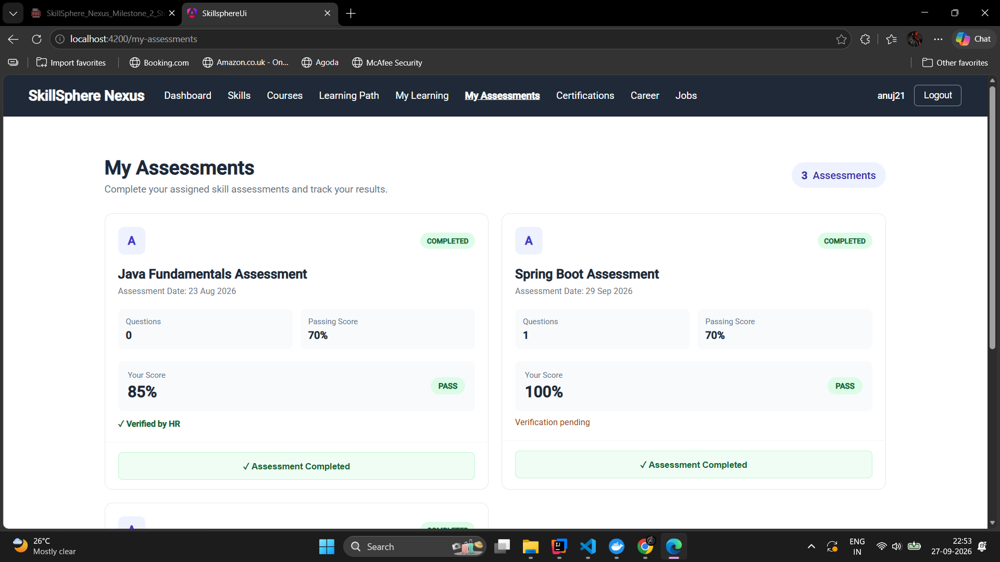 SkillSphere_Nexus_Milestone_2_St
SkillsphereUi
localhost:4200/my-assessments
Chat
Import favorites
Booking.com
Amazon.co.uk - On...
Agoda
McAfee Security
Other favorites
SkillSphere Nexus
Dashboard
Skills
Courses
Learning Path
My Learning
My Assessments
Certifications
Career
Jobs
anuj21
Logout
My Assessments
Complete your assigned skill assessments and track your results.
3 Assessments
A
COMPLETED
Java Fundamentals Assessment
Assessment Date: 23 Aug 2026
Questions
0
Passing Score
70%
Your Score
85%
PASS
✓ Verified by HR
✓ Assessment Completed
A
COMPLETED
Spring Boot Assessment
Assessment Date: 29 Sep 2026
Questions
1
Passing Score
70%
Your Score
100%
PASS
Verification pending
✓ Assessment Completed
A
COMPLETED
26°C
Mostly clear
Search
ENG
IN
22:53
27-09-2026